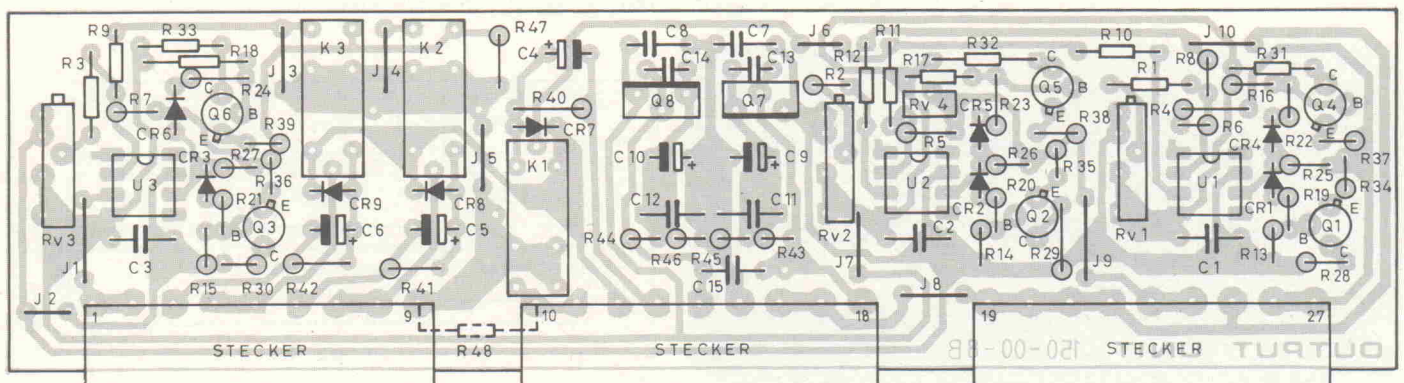 R9
R33
R47
C8
C7
J6
R11
R32
R10
J10
R3
R18
J13
K3
J14
K2
C4
C14
C13
R12
R2
R17
R1
R8
R31
R7
C
R24
Q6
B
E
CR6
R39
R40
CR7
Q8
Q7
Rv4
CR5
R23
Q5
C
B
E
R38
R4
R6
R16
CR4
R22
Q4
C
B
E
R37
U3
CR3
R27
R36
R21
J5
K1
C10
+
C9
+
R5
U2
R26
R35
R20
CR2
U1
R25
R19
CR1
R34
Rv3
J1
C3
B
Q3
E
C
CR9
C6
+
CR8
C5
+
C12
C11
R44
R46
R45
R43
C15
Rv2
J7
C2
R14
Q2
E
C
R29
J9
Rv1
C1
R13
B
Q1
E
C
R28
J2
R15
R30
R42
R41
J8
1
9
10
18
19
27
STECKER
R48
STECKER
STECKER
150-00-8B
OUTPUT